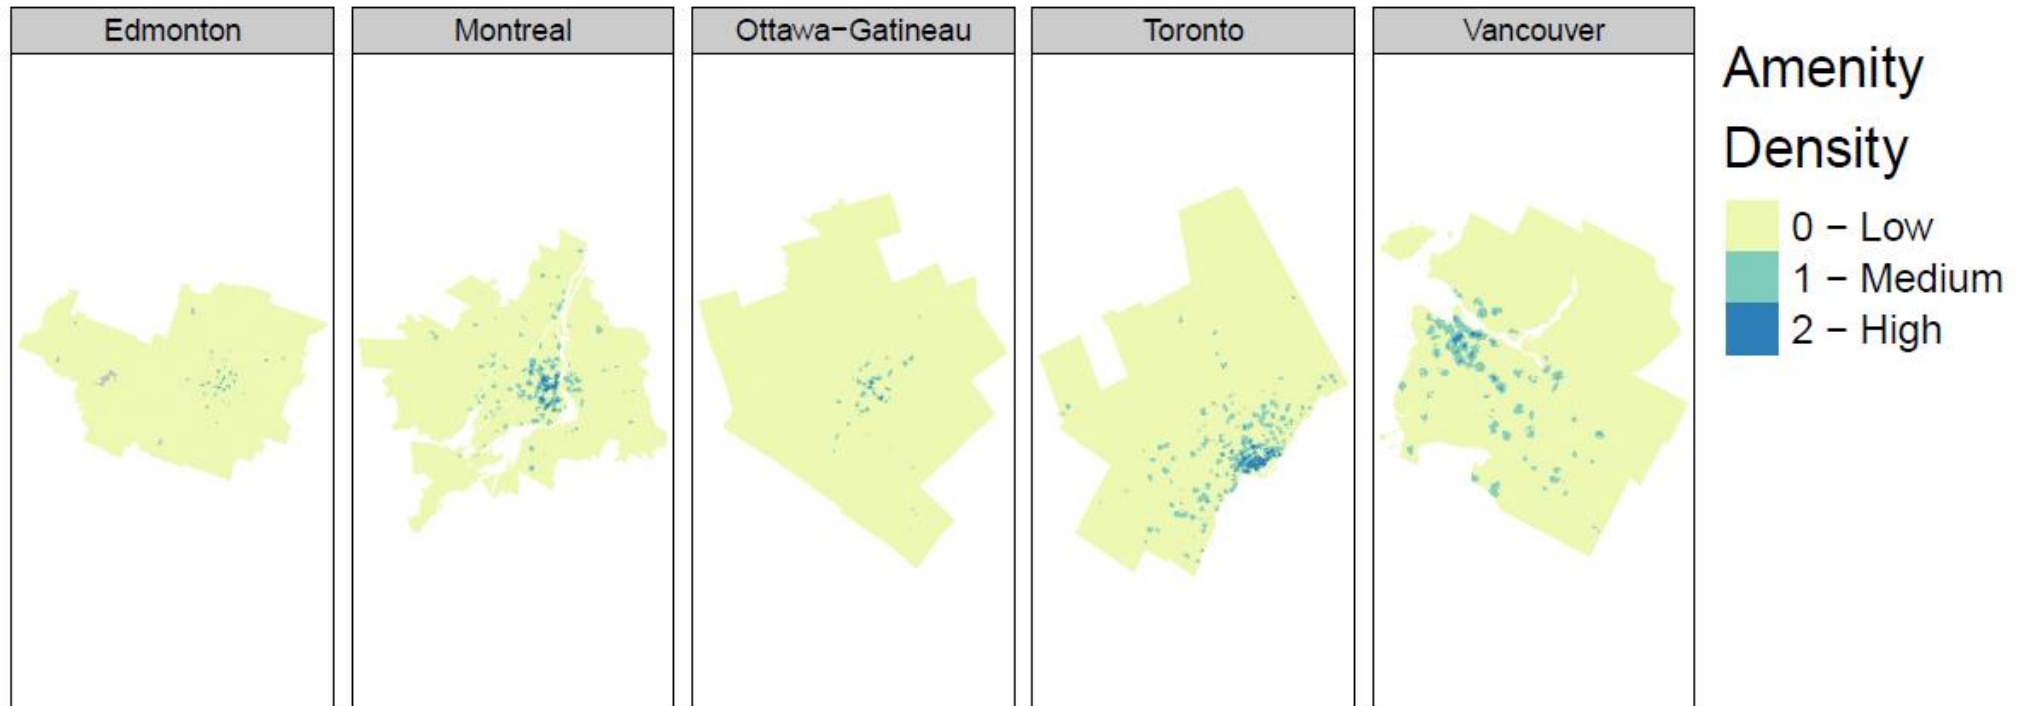 Edmonton
Montreal
Ottawa−Gatineau
Toronto
Vancouver
Amenity
Density
0 − Low
1 − Medium
2 − High